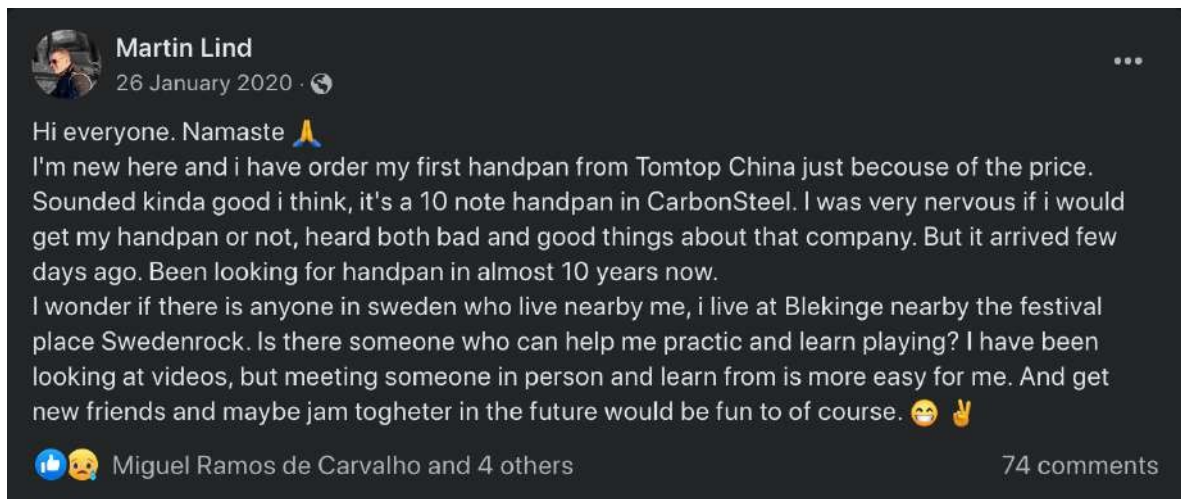 Martin Lind
26 January 2020 ·
Hi everyone. Namaste 🙏
I'm new here and i have order my first handpan from Tomtop China just becouse of the price.
Sounded kinda good i think, it's a 10 note handpan in CarbonSteel. I was very nervous if i would
get my handpan or not, heard both bad and good things about that company. But it arrived few
days ago. Been looking for handpan in almost 10 years now.
I wonder if there is anyone in sweden who live nearby me, i live at Blekinge nearby the festival
place Swedenrock. Is there someone who can help me practic and learn playing? I have been
looking at videos, but meeting someone in person and learn from is more easy for me. And get
new friends and maybe jam togheter in the future would be fun to of course. 😁 ✌
Miguel Ramos de Carvalho and 4 others 74 comments